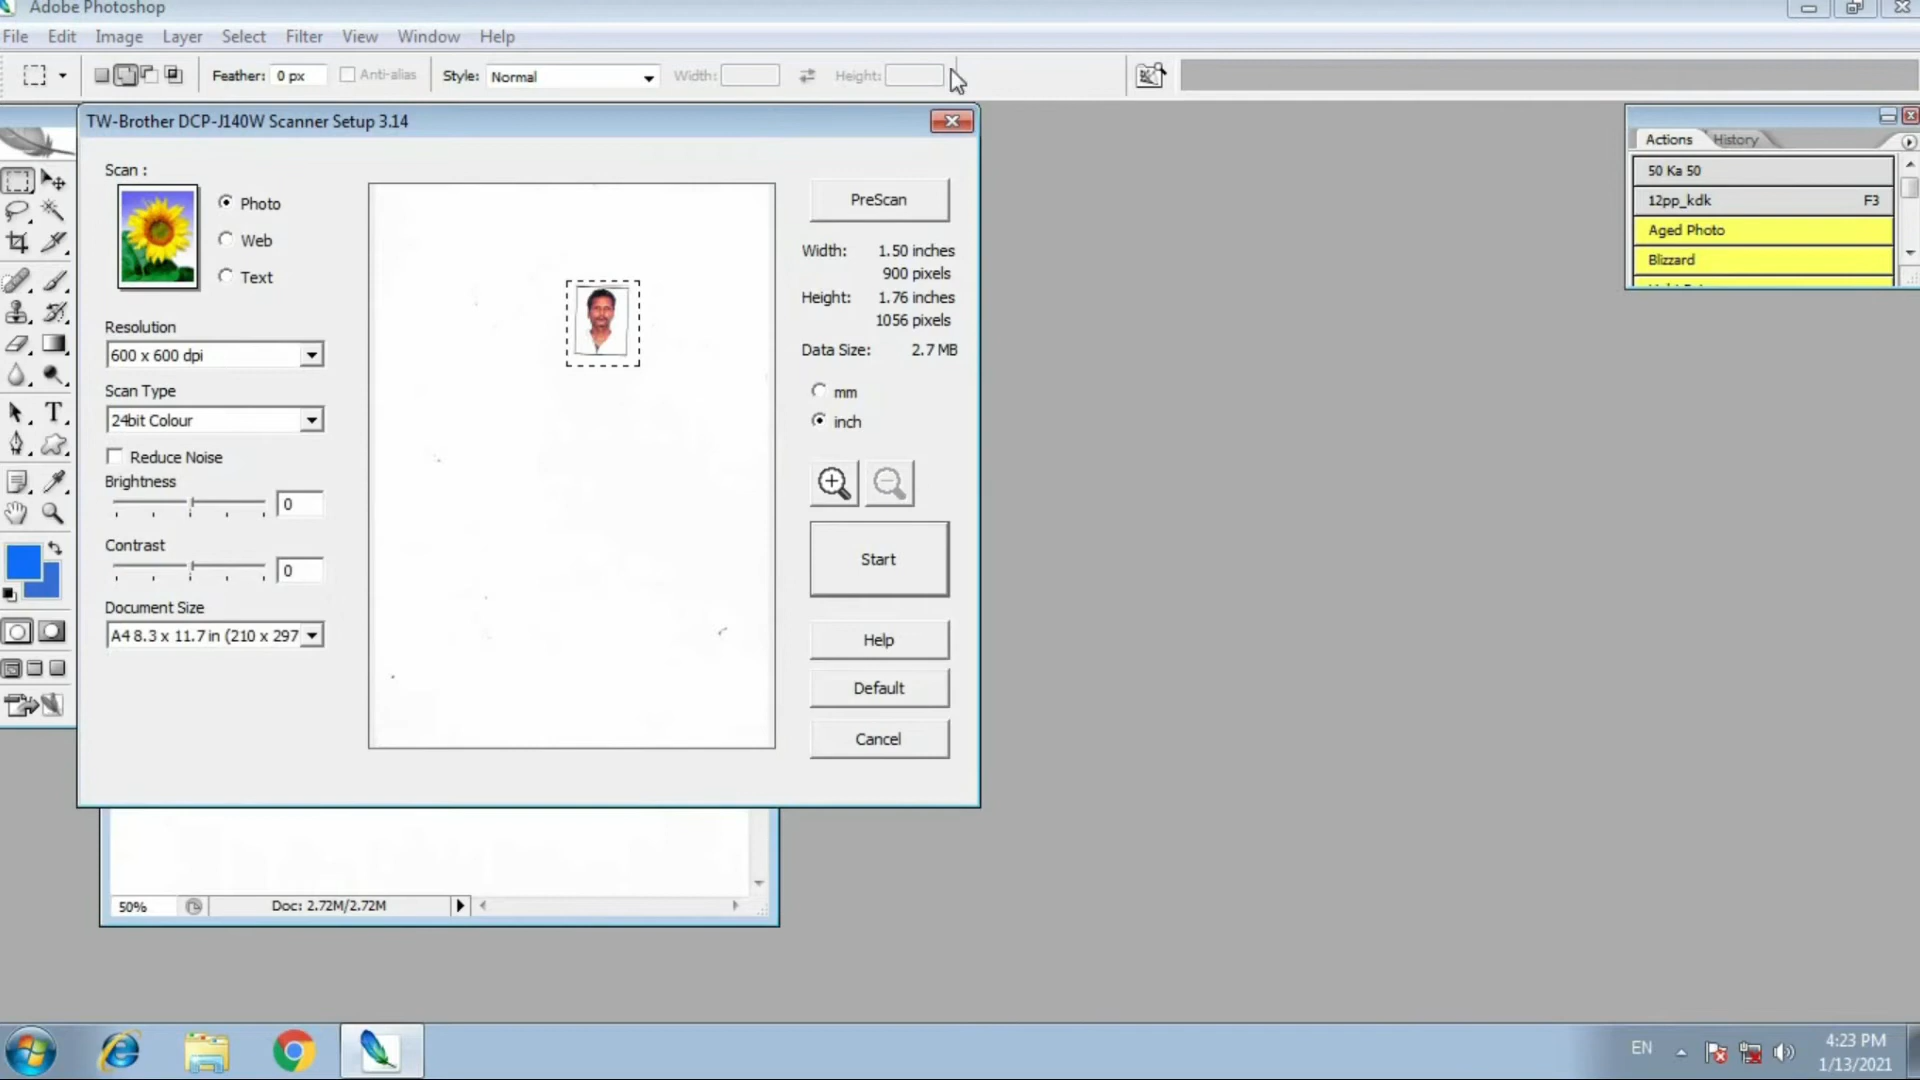 Adobe Photoshop
File Edit Image Layer Select Filter View Window Help
Feather: 0 px Anti-alias Style: Normal Width: Height:
TW-Brother DCP-J140W Scanner Setup 3.14
Scan :
Photo
Web
Text
Resolution
600 x 600 dpi
Scan Type
24bit Colour
Reduce Noise
Brightness
0
Contrast
0
Document Size
A4 8.3 x 11.7 in (210 x 297
PreScan
Width: 1.50 inches
900 pixels
Height: 1.76 inches
1056 pixels
Data Size: 2.7 MB
mm
inch
Start
Help
Default
Cancel
Actions History
50 Ka 50
12pp_kdk F3
Aged Photo
Blizzard
50% Doc: 2.72M/2.72M
EN
4:23 PM
1/13/2021